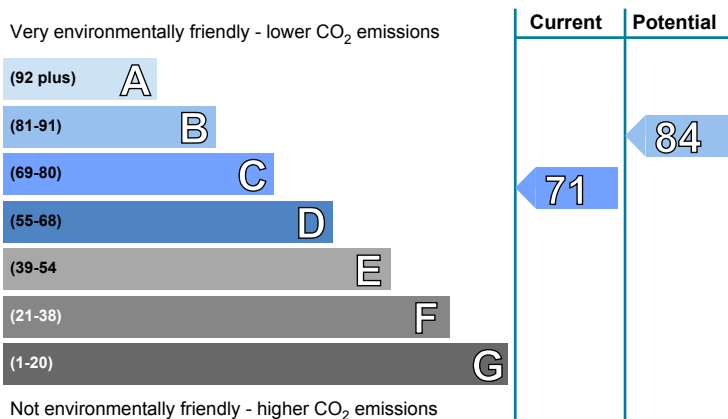 Current Potential
Very environmentally friendly - lower CO2 emissions
(92 plus) A
(81-91) B
84
(69-80) C
71
(55-68) D
(39-54 E
(21-38) F
(1-20) G
Not environmentally friendly - higher CO2 emissions